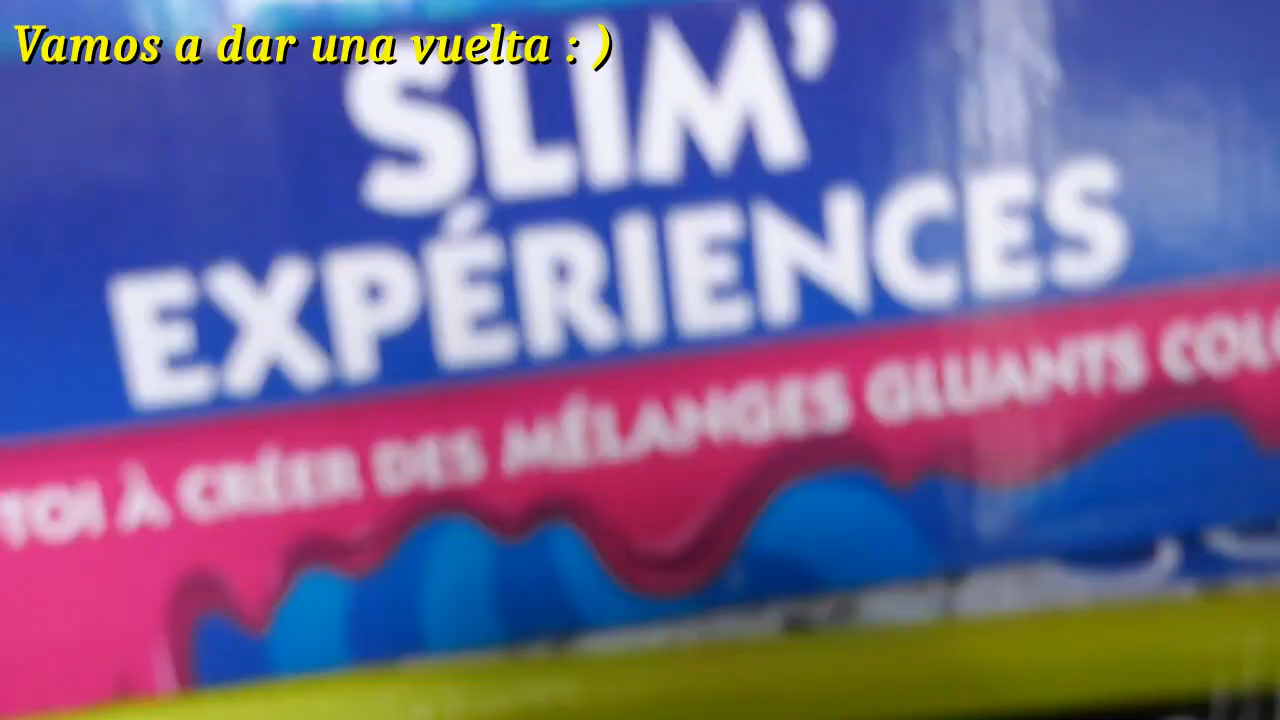 Vamos a dar una vuelta : )
SLIM'
EXPÉRIENCES
TOI À CRÉER DES MÉLANGES GLUANTS